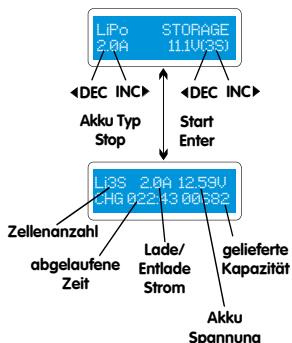 LiPo STORAGE
2.0A 11.1V(3S)
◄DEC INC► ◄DEC INC►
Akku Typ
Stop
Start
Enter
Li3S 2.0A 12.59V
CHG 022:43 00682
Zellenanzahl
abgelaufene
Zeit
Lade/
Entlade
Strom
gelieferte
Kapazität
Akku
Spannung